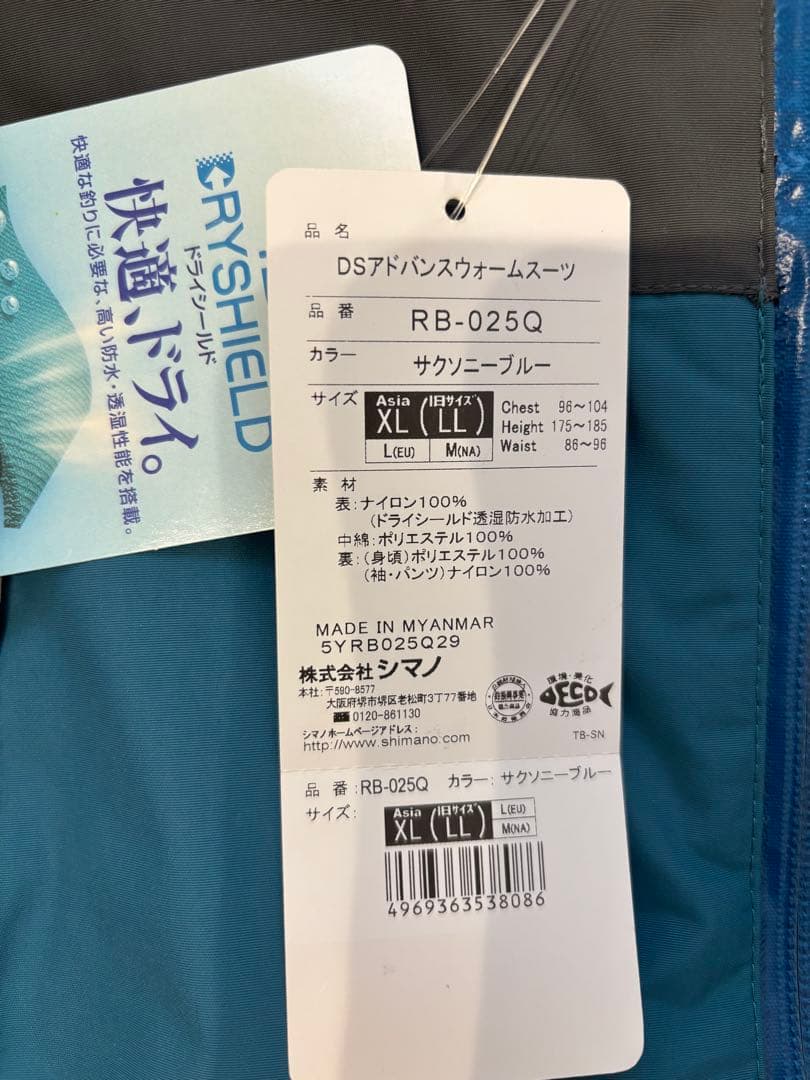 DRYSHIELD
ドライシールド
快適、ドライ。
快適な釣りに必要な、高い防水・透湿性能を搭載。
品 名
DSアドバンスウォームスーツ
品 番 RB-025Q
カラー サクソニーブルー
サイズ Asia XL (旧サイズ LL) L(EU) M(NA)
Chest 96～104
Height 175～185
Waist 86～96
素 材
表：ナイロン100%
(ドライシールド透湿防水加工)
中綿：ポリエステル100%
裏：(身頃)ポリエステル100%
(袖・パンツ)ナイロン100%
MADE IN MYANMAR
5YRB025Q29
株式会社 シマノ
本社：〒590-8577
大阪府堺市堺区老松町3丁77番地
0120-861130
シマノホームページアドレス：
http://www.shimano.com
環境・美化
ECO
協力商品
TB-SN
品 番：RB-025Q カラー：サクソニーブルー
サイズ： Asia XL (旧サイズ LL) L(EU) M(NA)
4969363538086